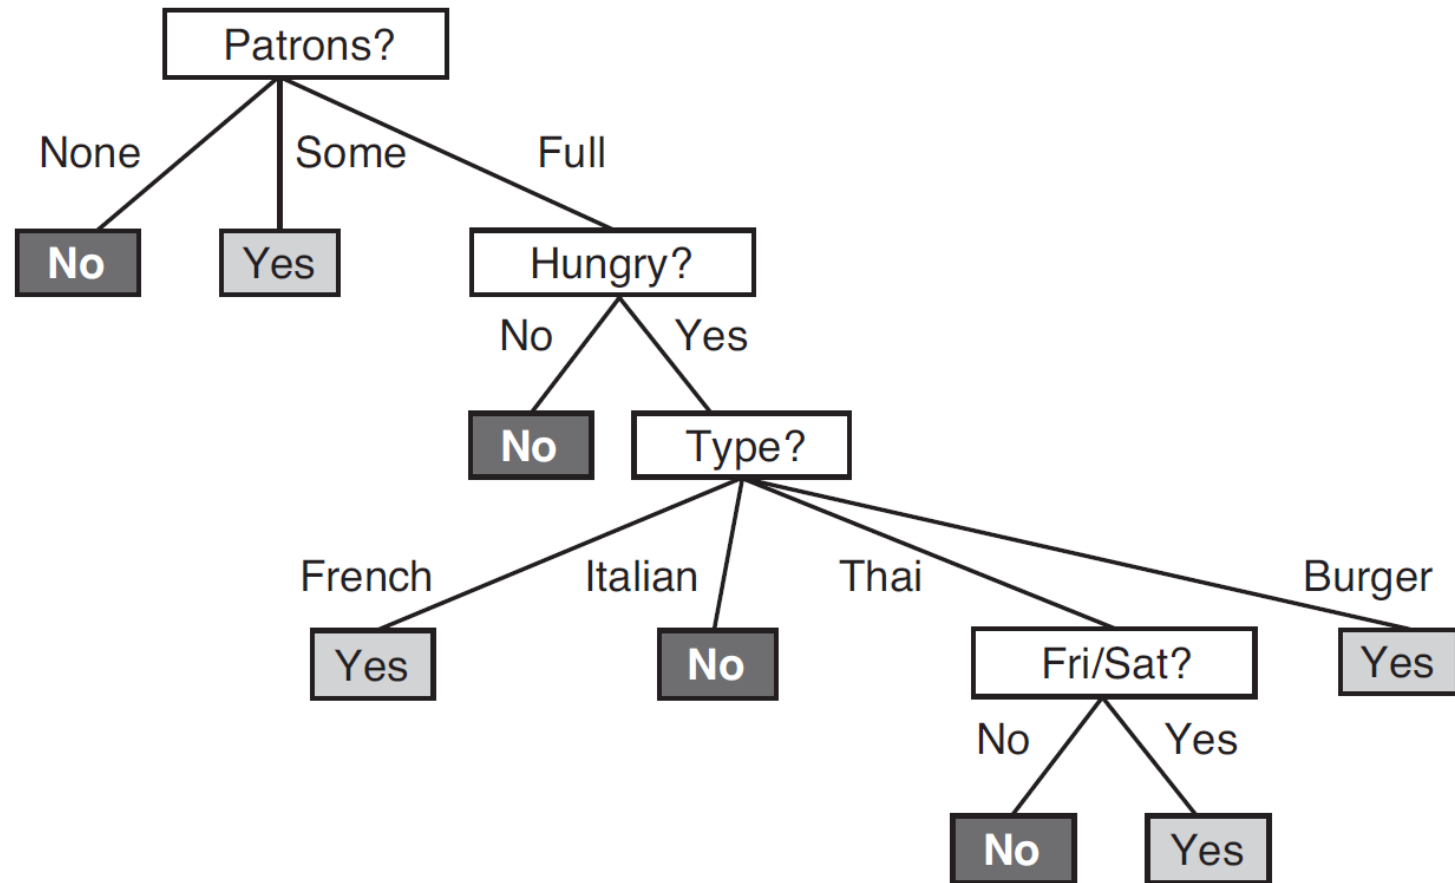 Patrons?
None Some Full
No Yes Hungry?
No Yes
No Type?
French Italian Thai Burger
Yes No Fri/Sat? Yes
No Yes
No Yes